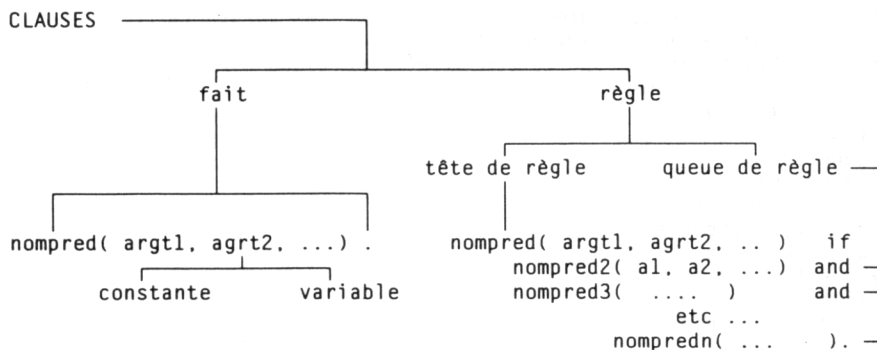 CLAUSES
fait règle
tête de règle queue de règle
nompred( argt1, agrt2, ...) . nompred( argt1, agrt2, .. ) if
nompred2( a1, a2, ...) and
constante variable nompred3( .... ) and
etc ...
nompredn( ... ).